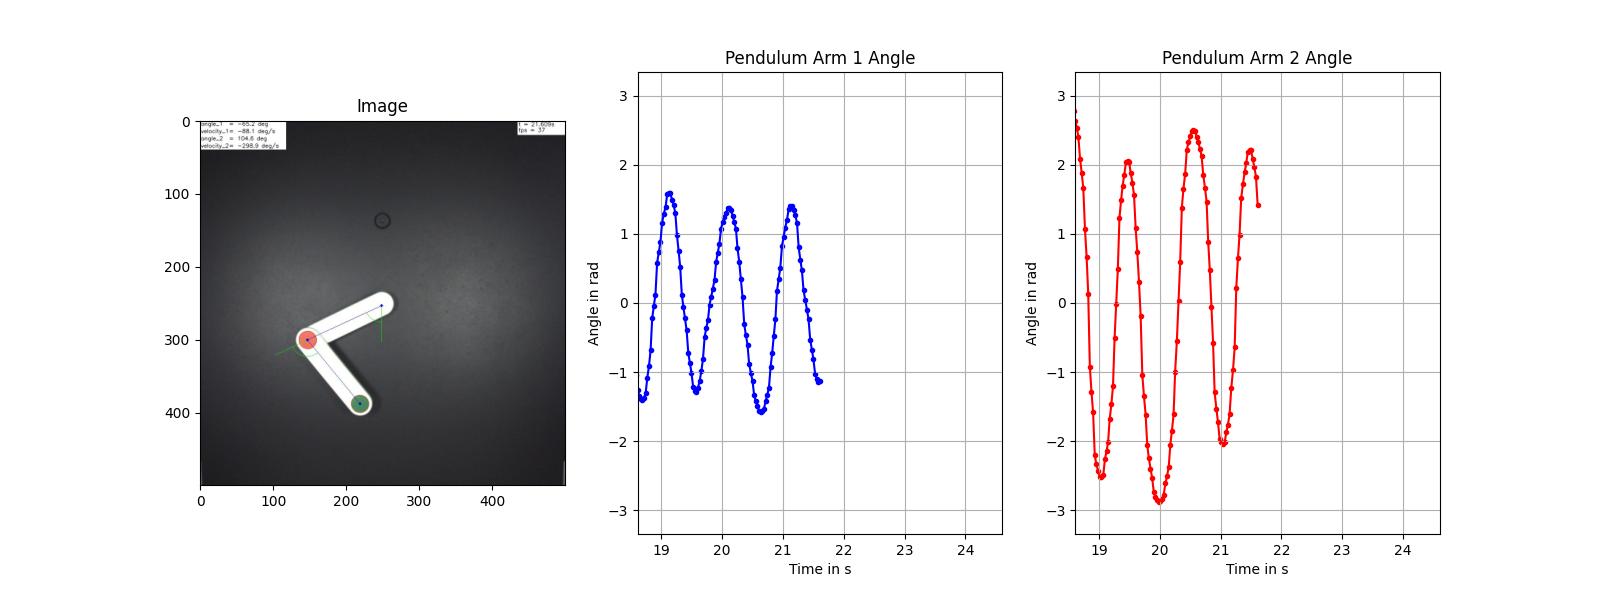 Image
Pendulum Arm 1 Angle
Pendulum Arm 2 Angle
angle_1 = -65.2 deg
velocity_1= -88.1 deg/s
angle_2 = 104.6 deg
velocity_2= -298.9 deg/s
t = 21.609s
fps = 37
0
100
200
300
400
0
100
200
300
400
Angle in rad
3
2
1
0
−1
−2
−3
19
20
21
22
23
24
Time in s
Angle in rad
3
2
1
0
−1
−2
−3
19
20
21
22
23
24
Time in s